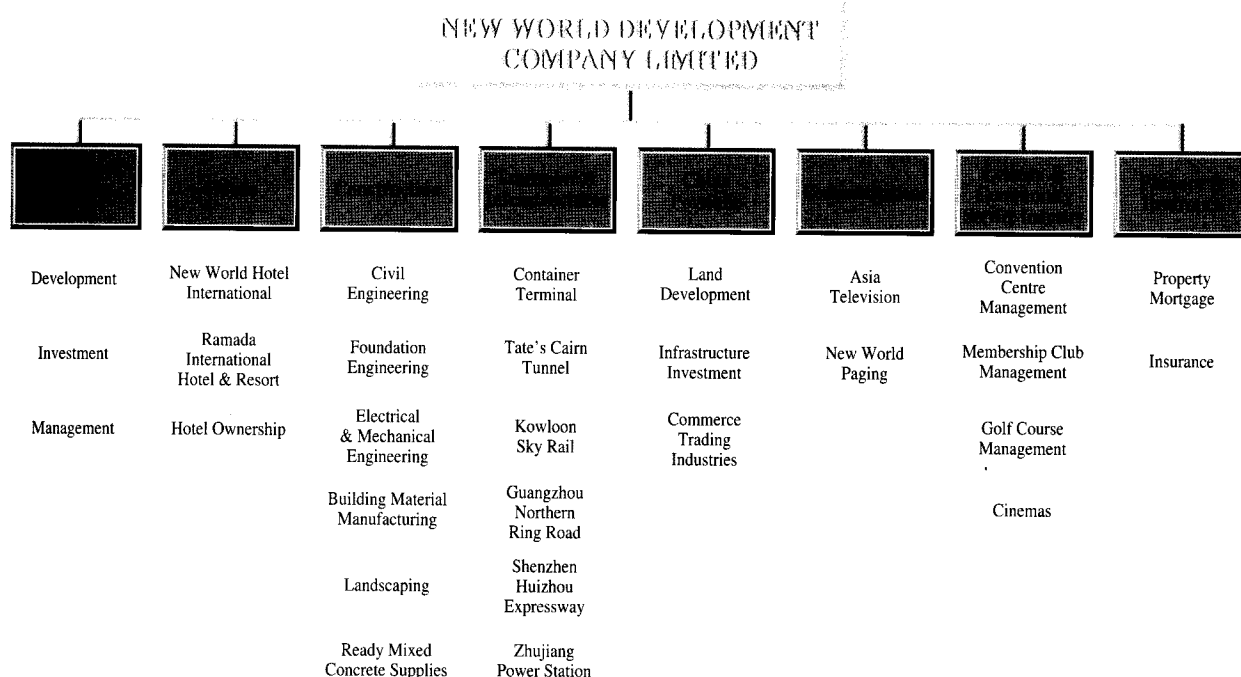 NEW WORLD DEVELOPMENT
COMPANY LIMITED
Development
Investment
Management
New World Hotel
International
Ramada
International
Hotel & Resort
Hotel Ownership
Civil
Engineering
Foundation
Engineering
Electrical
& Mechanical
Engineering
Building Material
Manufacturing
Landscaping
Ready Mixed
Concrete Supplies
Container
Terminal
Tate's Cairn
Tunnel
Kowloon
Sky Rail
Guangzhou
Northern
Ring Road
Shenzhen
Huizhou
Expressway
Zhujiang
Power Station
Land
Development
Infrastructure
Investment
Commerce
Trading
Industries
Asia
Television
New World
Paging
Convention
Centre
Management
Membership Club
Management
Golf Course
Management
Cinemas
Property
Mortgage
Insurance